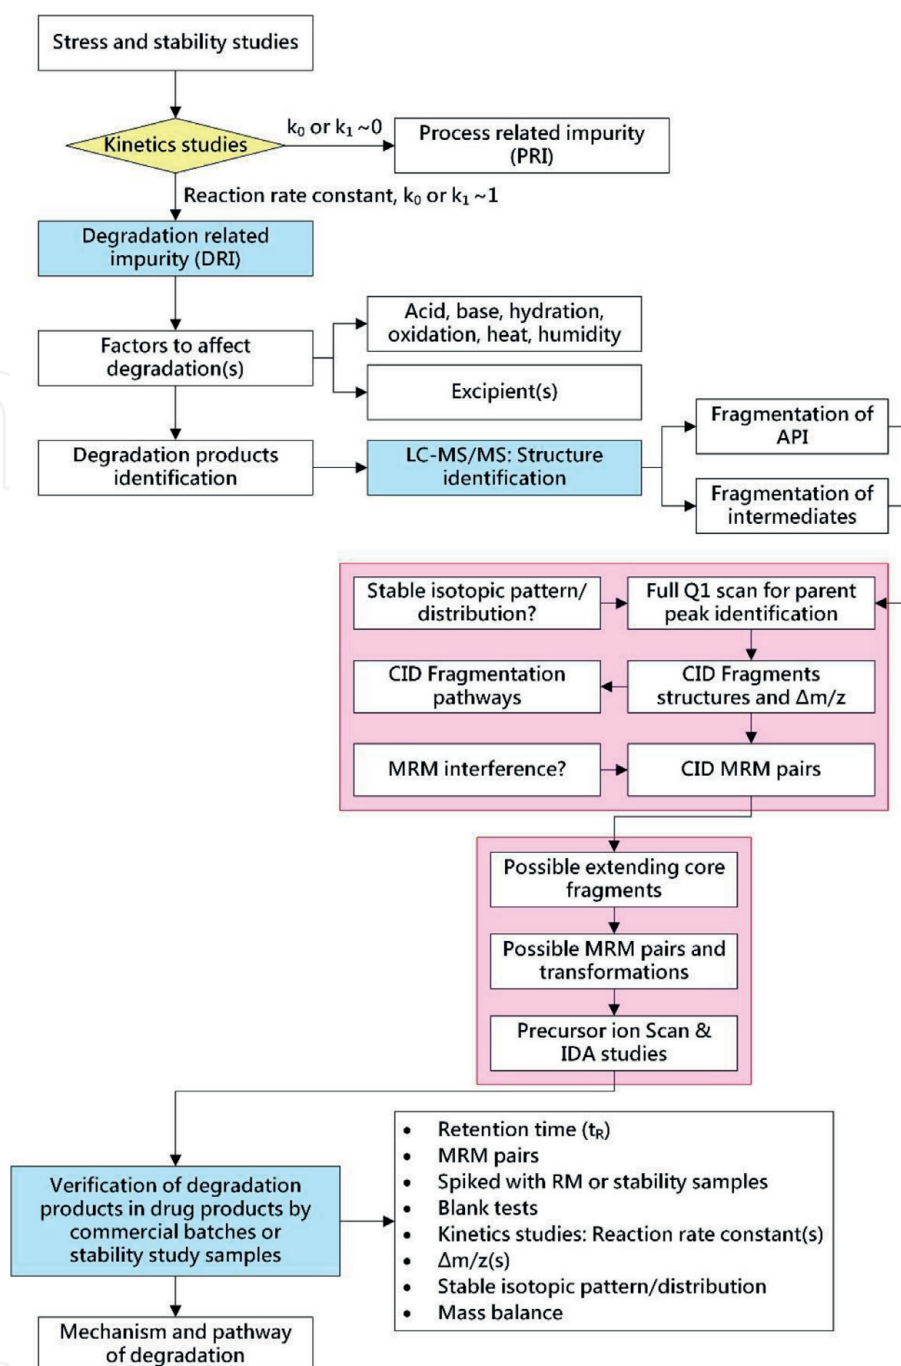 Stress and stability studies
Kinetics studies
k₀ or k₁ ~0
Process related impurity
(PRI)
Reaction rate constant, k₀ or k₁ ~1
Degradation related
impurity (DRI)
Factors to affect
degradation(s)
Acid, base, hydration,
oxidation, heat, humidity
Excipient(s)
Degradation products
identification
LC-MS/MS: Structure
identification
Fragmentation of
API
Fragmentation of
intermediates
Stable isotopic pattern/
distribution?
Full Q1 scan for parent
peak identification
CID Fragmentation
pathways
CID Fragments
structures and Δm/z
MRM interference?
CID MRM pairs
Possible extending core
fragments
Possible MRM pairs and
transformations
Precursor ion Scan &
IDA studies
Verification of degradation
products in drug products by
commercial batches or
stability study samples
• Retention time (tR)
• MRM pairs
• Spiked with RM or stability samples
• Blank tests
• Kinetics studies: Reaction rate constant(s)
• Δm/z(s)
• Stable isotopic pattern/distribution
• Mass balance
Mechanism and pathway
of degradation